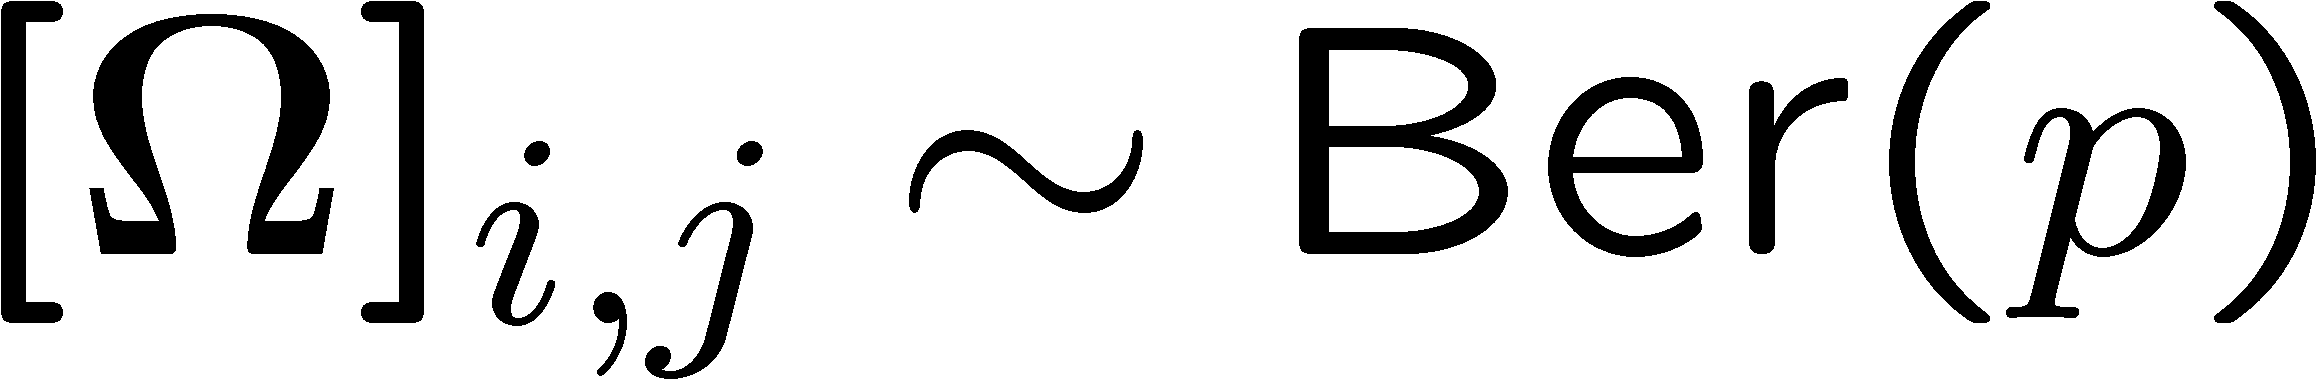 [𝛀]_{i,j} ∼ Ber(p)